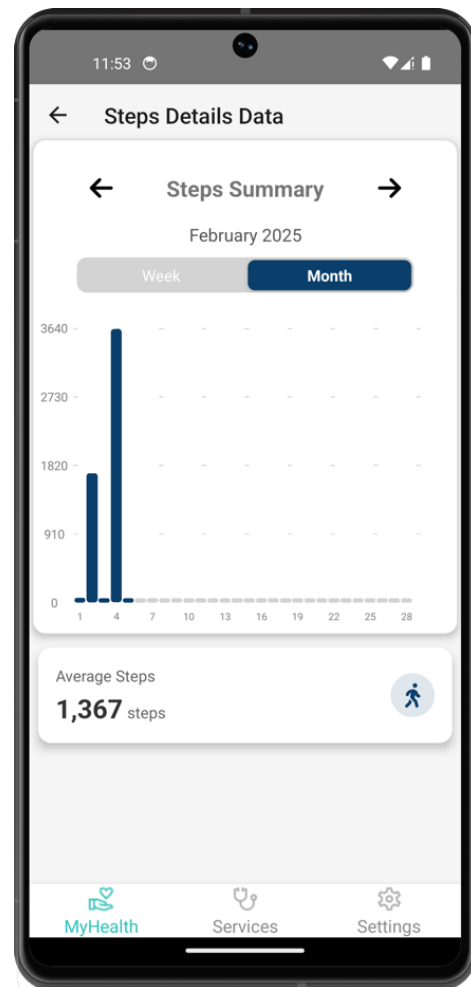 11:53
Steps Details Data
Steps Summary
February 2025
Week Month
3640
2730
1820
910
0
1 4 7 10 13 16 19 22 25 28
Average Steps
1,367 steps
MyHealth Services Settings